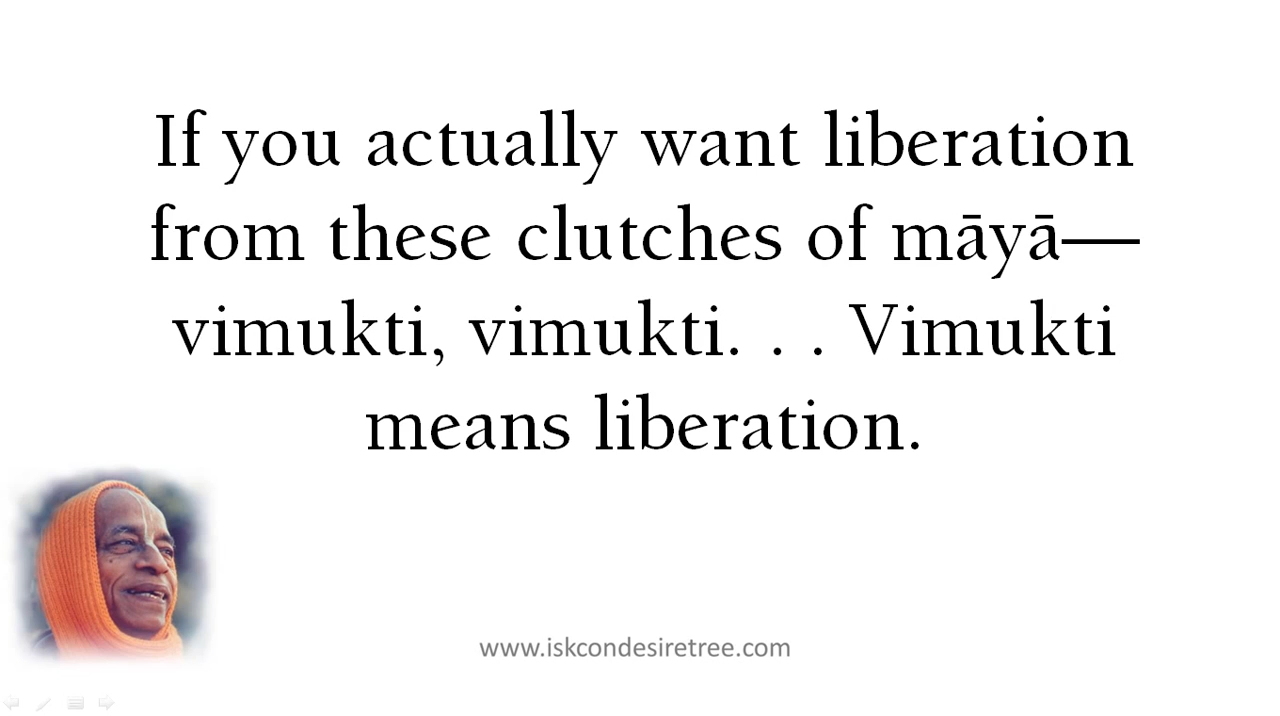 If you actually want liberation
from these clutches of māyā—
vimukti, vimukti. . . Vimukti
means liberation.
www.iskcondesiretree.com